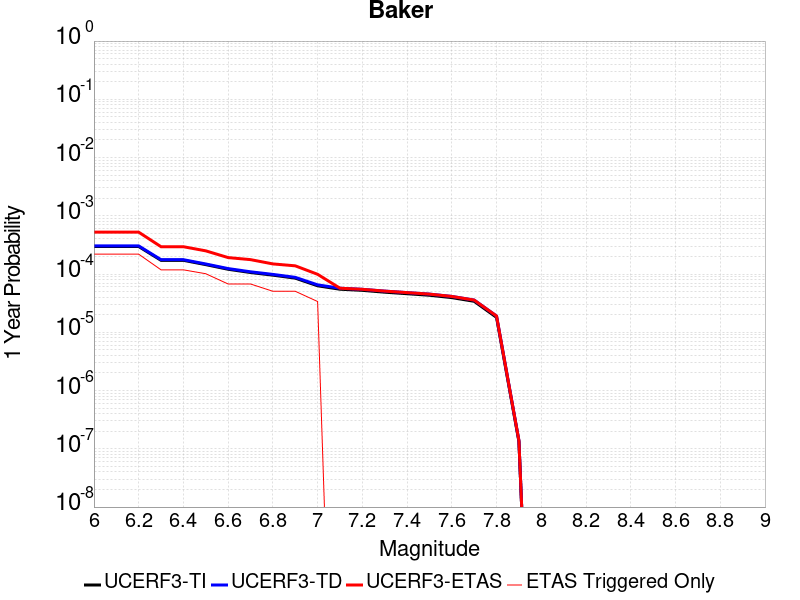 Baker
10^0
10^-1
10^-2
10^-3
10^-4
10^-5
10^-6
10^-7
10^-8
1 Year Probability
6 6.2 6.4 6.6 6.8 7 7.2 7.4 7.6 7.8 8 8.2 8.4 8.6 8.8 9
Magnitude
UCERF3-TI UCERF3-TD UCERF3-ETAS ETAS Triggered Only